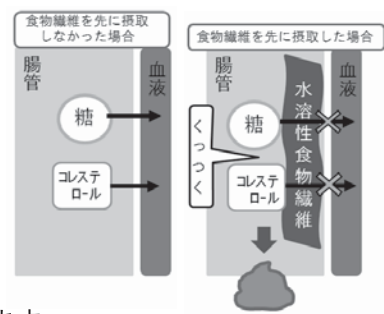 食物繊維を先に摂取
しなかった場合
腸管
血液
糖
コレステ
ロール
食物繊維を先に摂取した場合
腸管
血液
糖
コレステ
ロール
くっつく
水溶性食物繊維